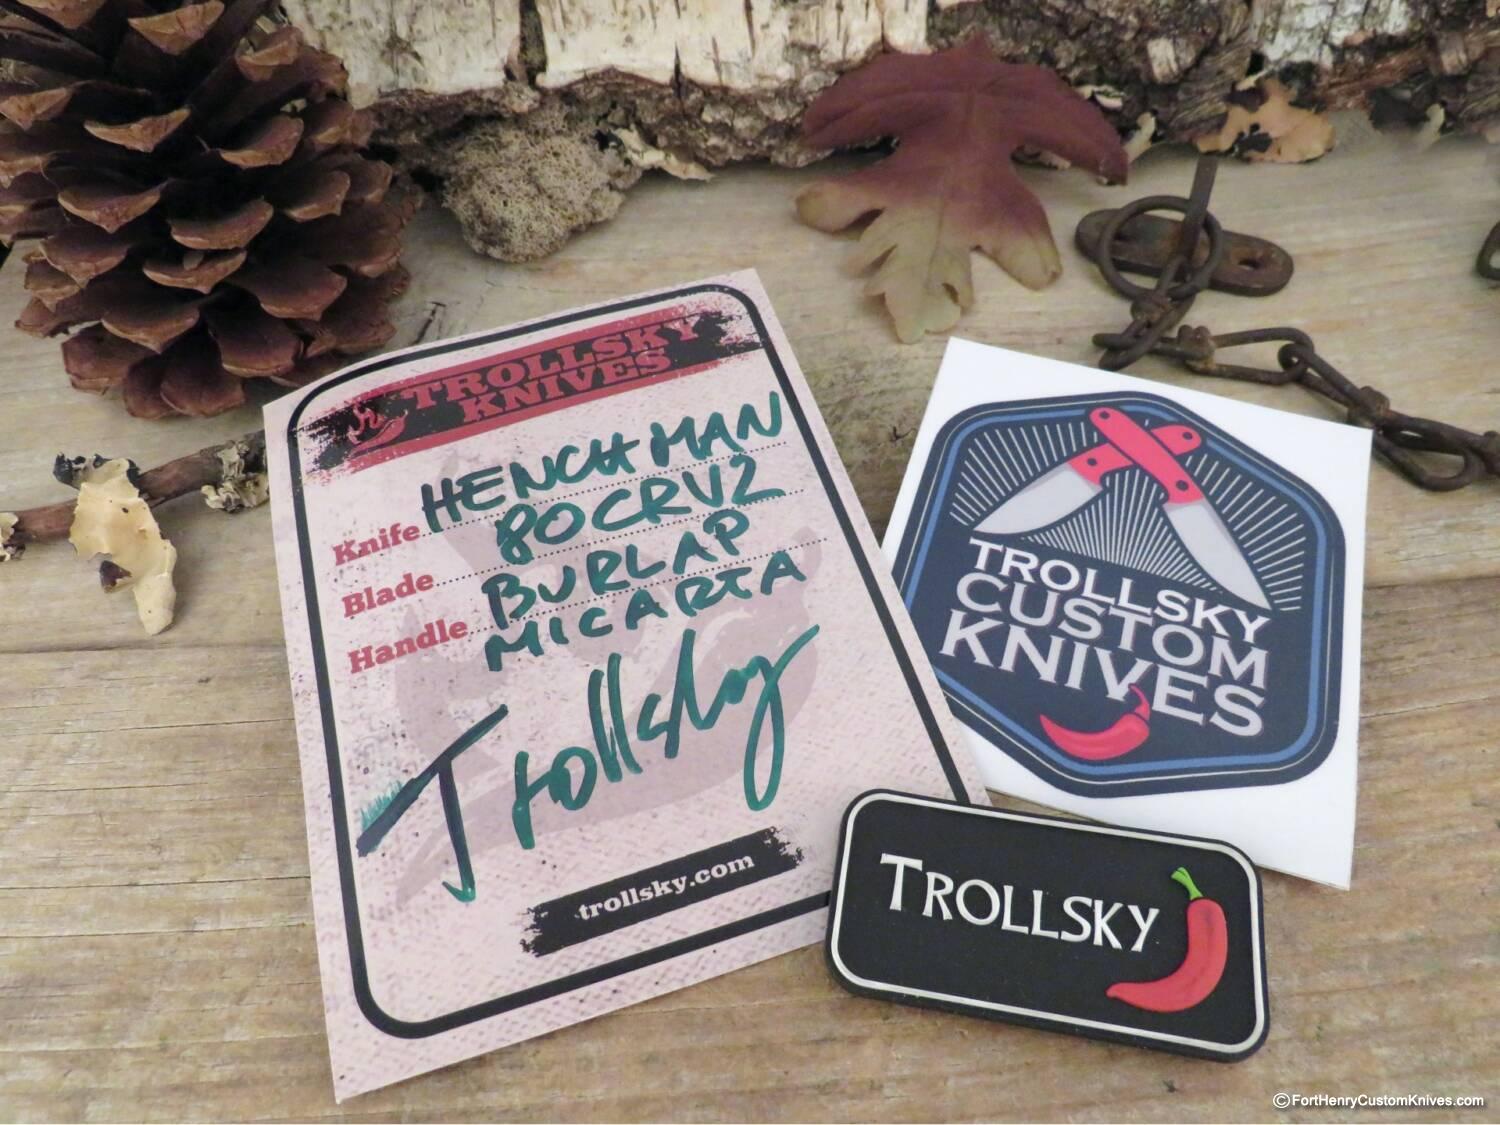 TROLLSKY
KNIVES
Knife HENCHMAN
Blade 80CRV2
Handle BURLAP
MICARTA
Trollsky
trollsky.com
TROLLSKY
CUSTOM
KNIVES
TROLLSKY
©FortHenryCustomKnives.com